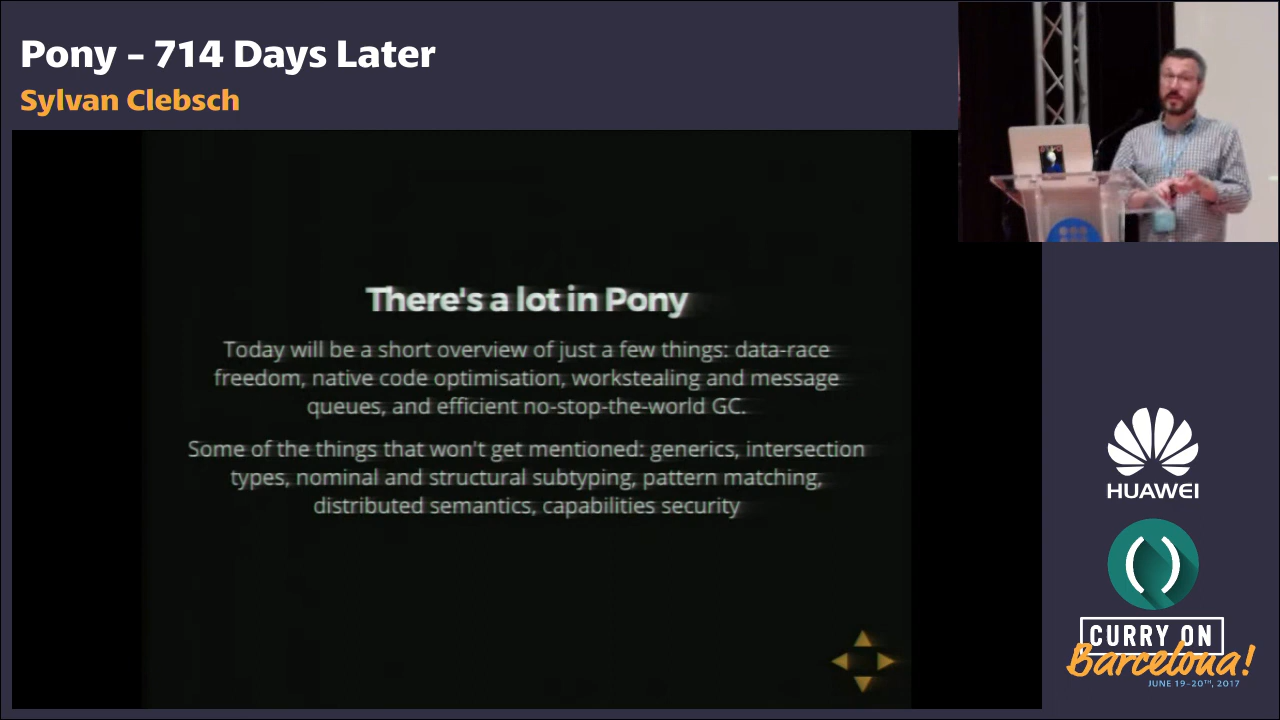 Pony – 714 Days Later
Sylvan Clebsch
There's a lot in Pony
Today will be a short overview of just a few things: data-race
freedom, native code optimisation, workstealing and message
queues, and efficient no-stop-the-world GC.
Some of the things that won't get mentioned: generics, intersection
types, nominal and structural subtyping, pattern matching,
distributed semantics, capabilities security
HUAWEI
CURRY ON
Barcelona!
JUNE 19–20TH, 2017